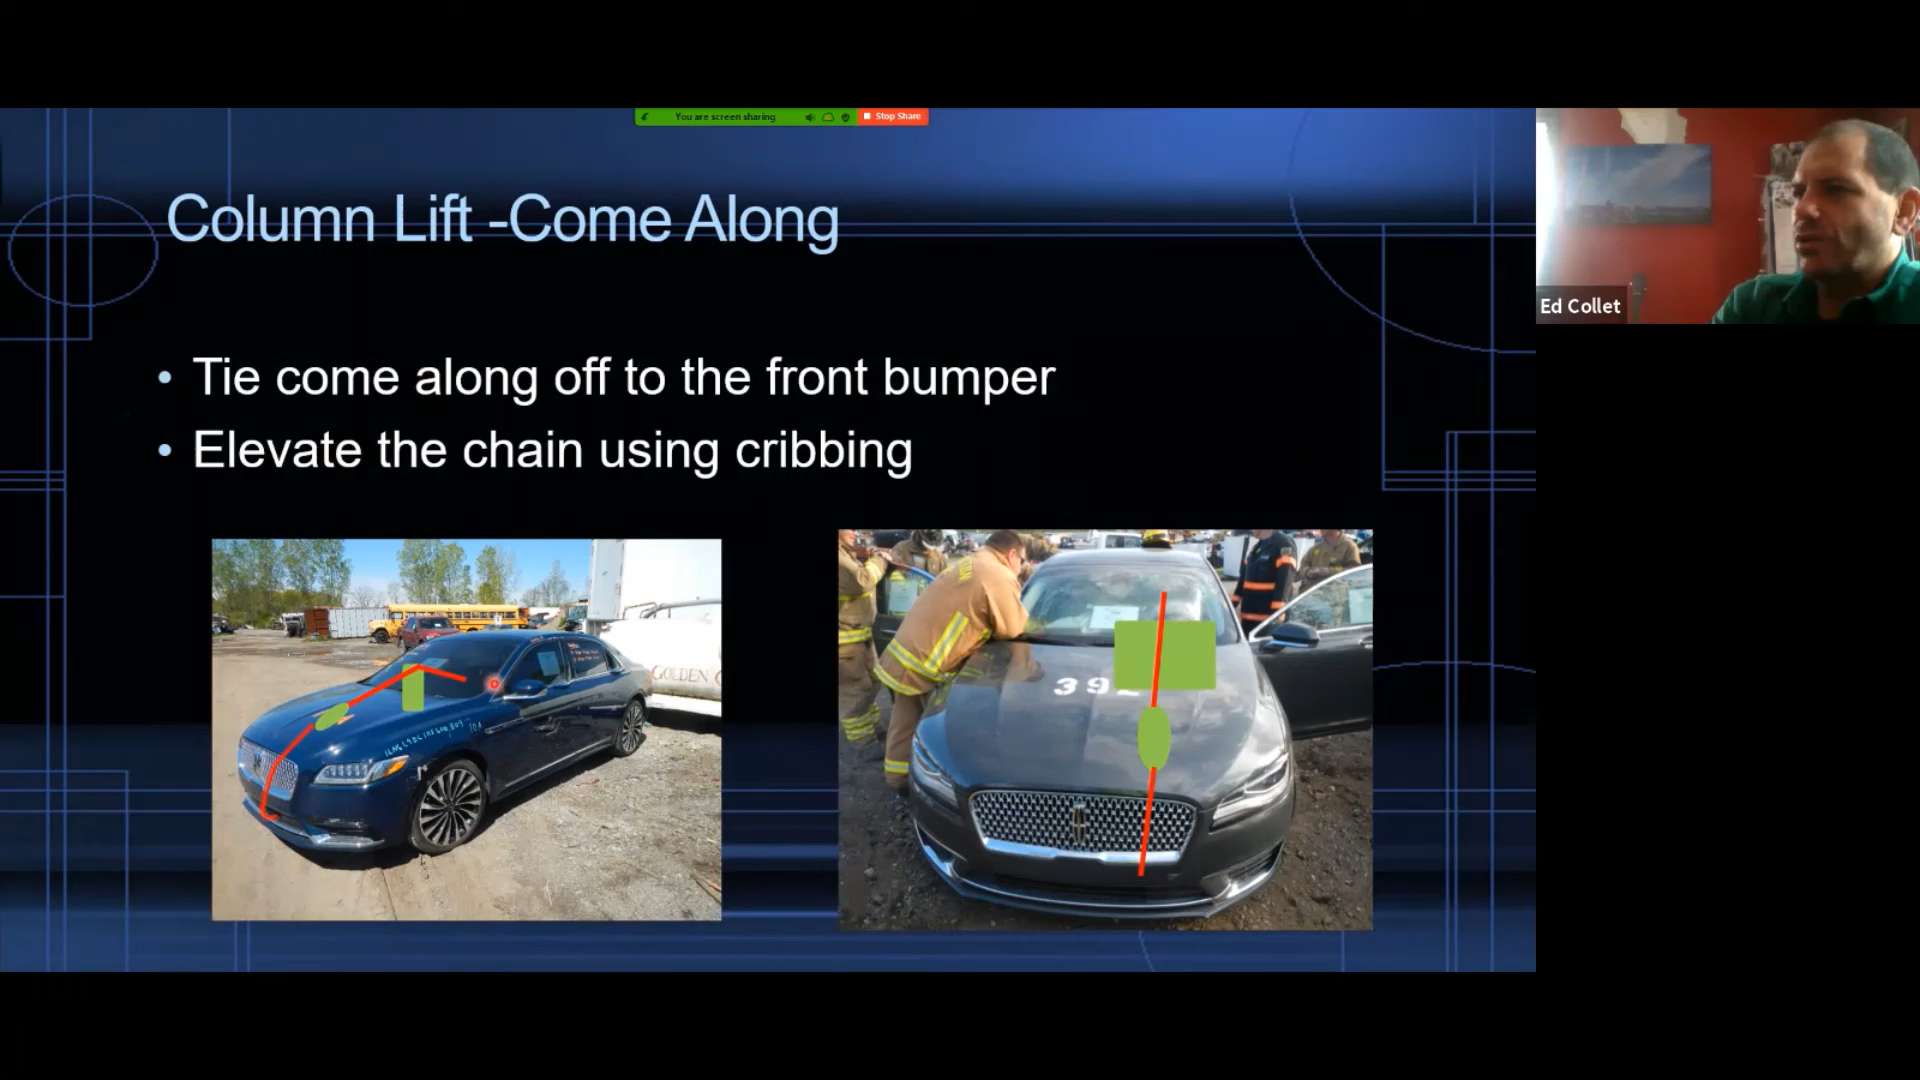 You are screen sharing
Stop Share
Column Lift -Come Along
Ed Collet
• Tie come along off to the front bumper
• Elevate the chain using cribbing
GOLDEN
392